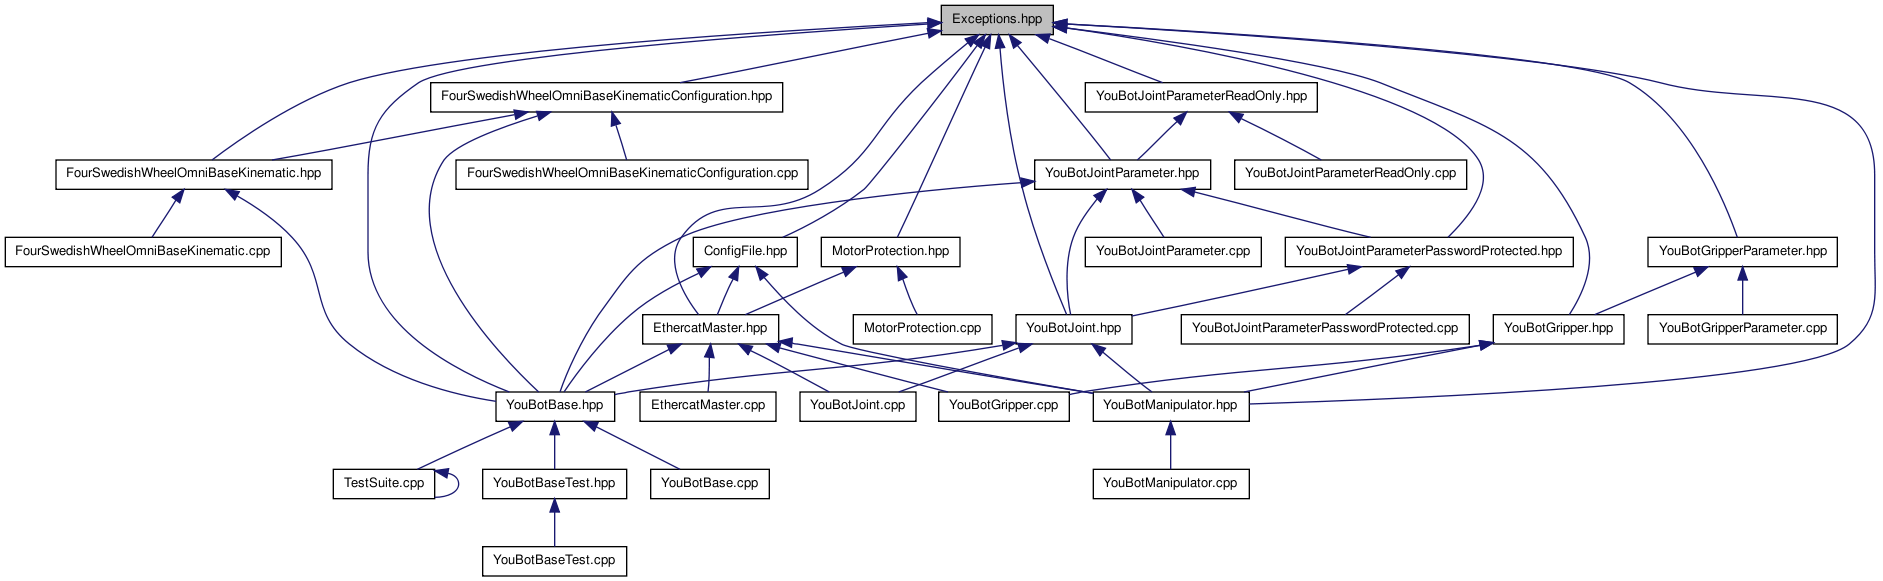 Exceptions.hpp
FourSwedishWheelOmniBaseKinematicConfiguration.hpp
YouBotJointParameterReadOnly.hpp
FourSwedishWheelOmniBaseKinematic.hpp
FourSwedishWheelOmniBaseKinematicConfiguration.cpp
YouBotJointParameter.hpp
YouBotJointParameterReadOnly.cpp
FourSwedishWheelOmniBaseKinematic.cpp
ConfigFile.hpp
MotorProtection.hpp
YouBotJointParameter.cpp
YouBotJointParameterPasswordProtected.hpp
YouBotGripperParameter.hpp
EthercatMaster.hpp
MotorProtection.cpp
YouBotJoint.hpp
YouBotJointParameterPasswordProtected.cpp
YouBotGripper.hpp
YouBotGripperParameter.cpp
YouBotBase.hpp
EthercatMaster.cpp
YouBotJoint.cpp
YouBotGripper.cpp
YouBotManipulator.hpp
TestSuite.cpp
YouBotBaseTest.hpp
YouBotBase.cpp
YouBotManipulator.cpp
YouBotBaseTest.cpp